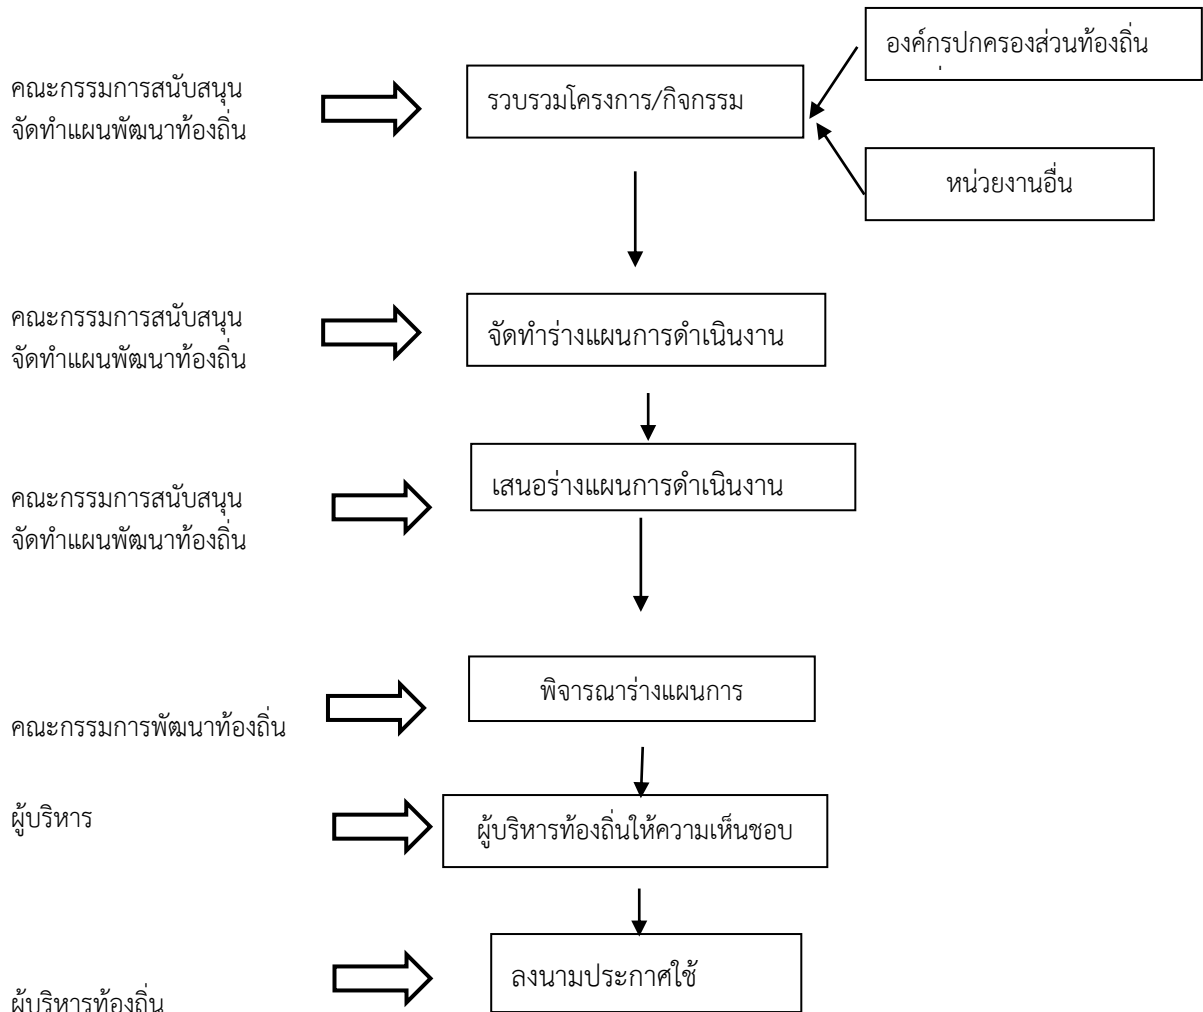 องค์กรปกครองส่วนท้องถิ่น
คณะกรรมการสนับสนุน
จัดทำแผนพัฒนาท้องถิ่น
รวบรวมโครงการ/กิจกรรม
หน่วยงานอื่น
คณะกรรมการสนับสนุน
จัดทำแผนพัฒนาท้องถิ่น
จัดทำร่างแผนการดำเนินงาน
คณะกรรมการสนับสนุน
จัดทำแผนพัฒนาท้องถิ่น
เสนอร่างแผนการดำเนินงาน
คณะกรรมการพัฒนาท้องถิ่น
พิจารณาร่างแผนการ
ผู้บริหาร
ผู้บริหารท้องถิ่นให้ความเห็นชอบ
ผู้บริหารท้องถิ่น
ลงนามประกาศใช้